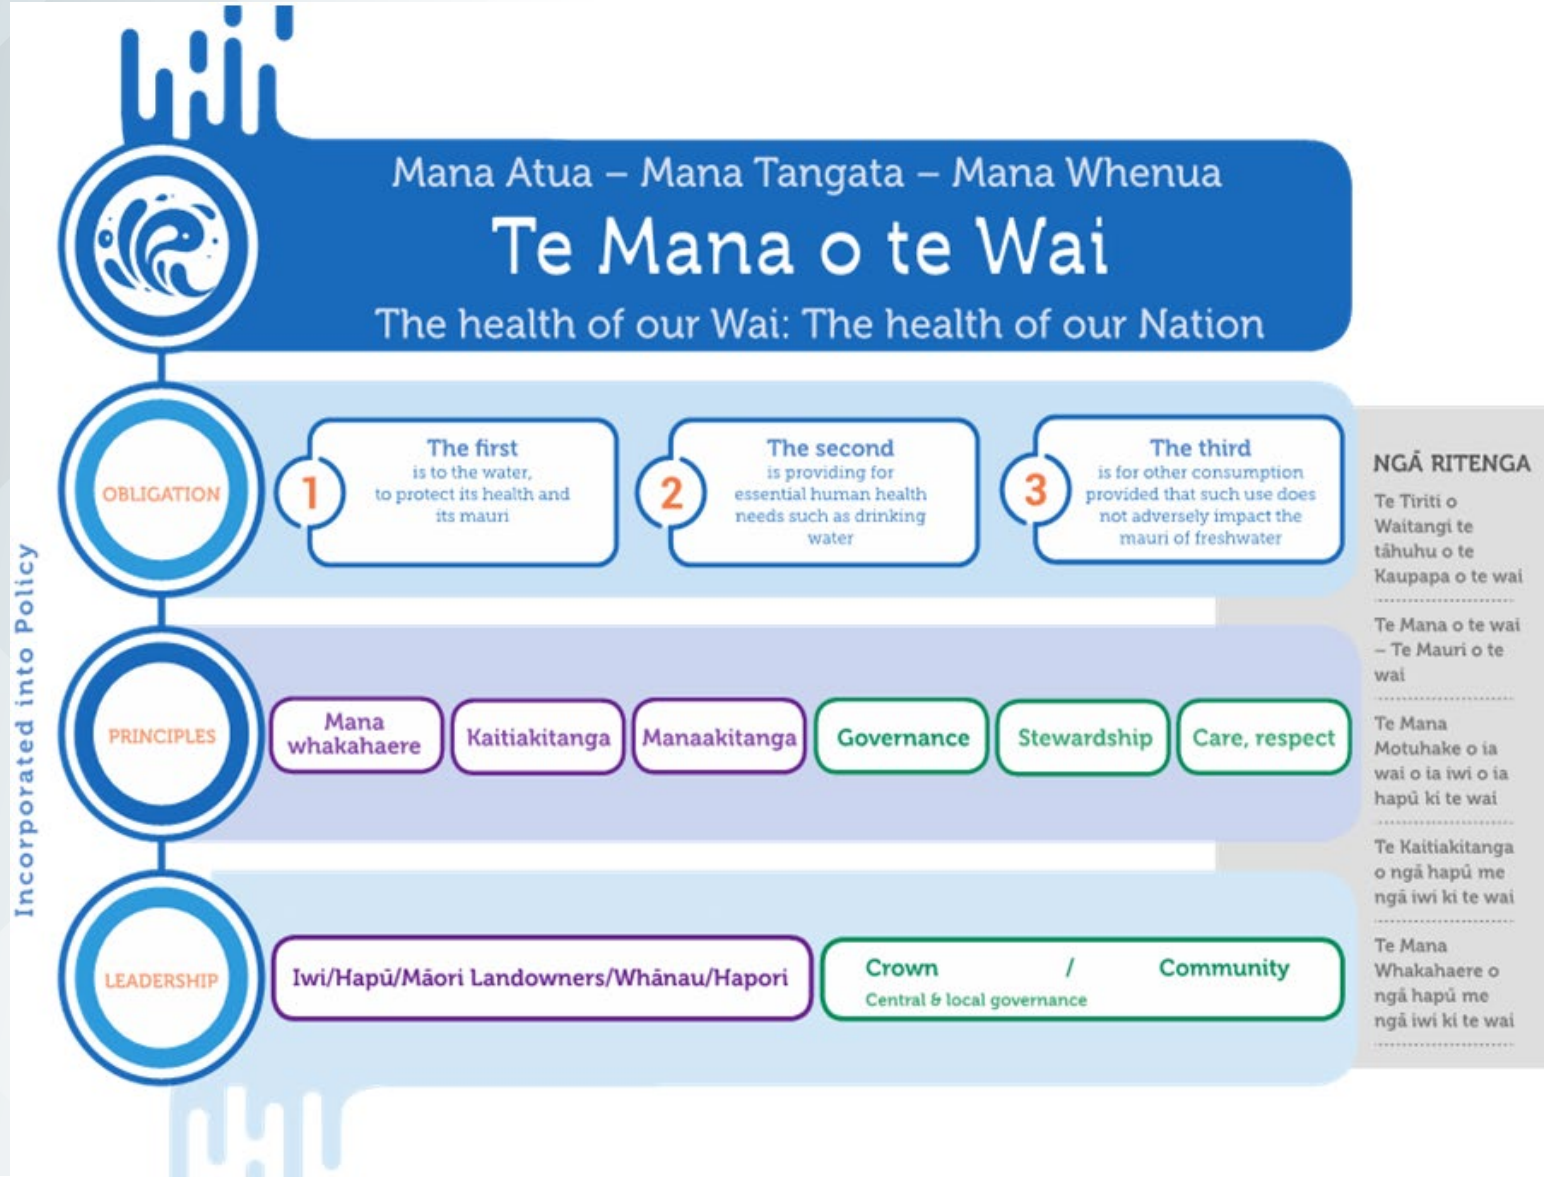 Mana Atua – Mana Tangata – Mana Whenua
Te Mana o te Wai
The health of our Wai: The health of our Nation
Incorporated into Policy
OBLIGATION
1
The first
is to the water,
to protect its health and
its mauri
2
The second
is providing for
essential human health
needs such as drinking
water
3
The third
is for other consumption
provided that such use does
not adversely impact the
mauri of freshwater
PRINCIPLES
Mana
whakahaere
Kaitiakitanga
Manaakitanga
Governance
Stewardship
Care, respect
LEADERSHIP
Iwi/Hapū/Māori Landowners/Whānau/Hapori
Crown / Community
Central & local governance
NGĀ RITENGA
Te Tiriti o
Waitangi te
tāhuhu o te
Kaupapa o te wai
Te Mana o te wai
– Te Mauri o te
wai
Te Mana
Motuhake o ia
wai o ia iwi o ia
hapū ki te wai
Te Kaitiakitanga
o ngā hapū me
ngā iwi ki te wai
Te Mana
Whakahaere o
ngā hapū me
ngā iwi ki te wai